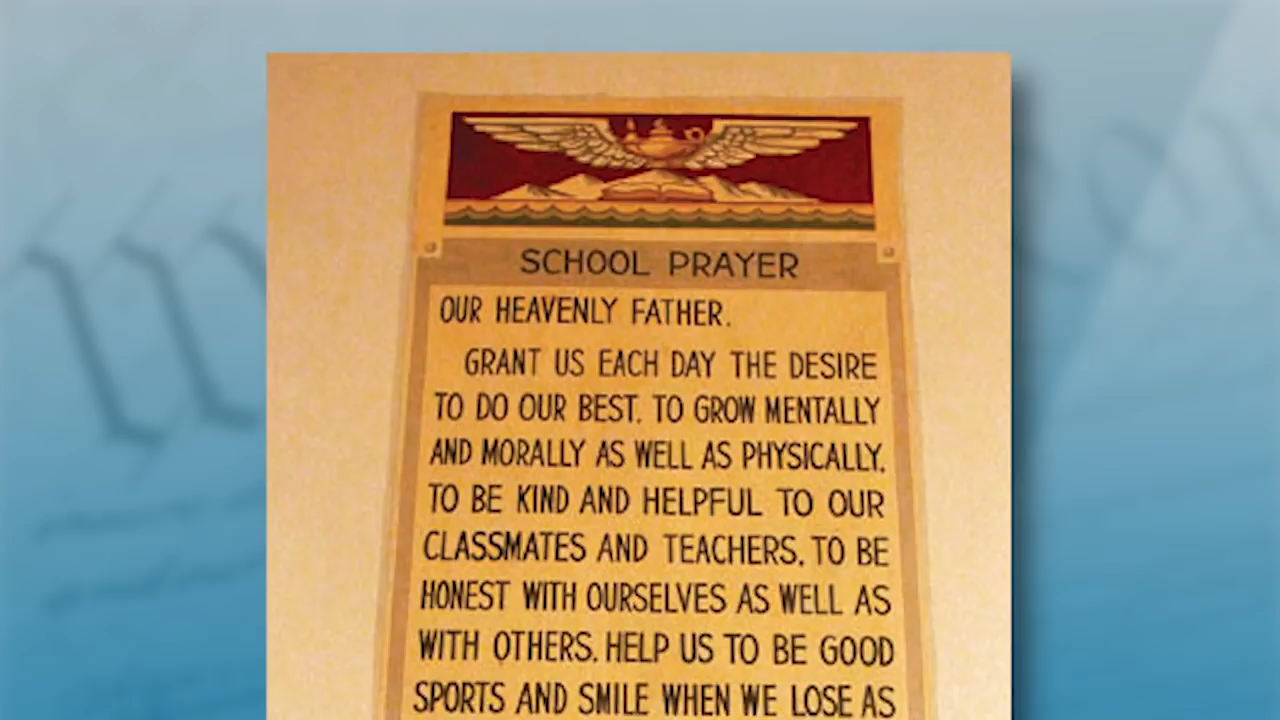 SCHOOL PRAYER
OUR HEAVENLY FATHER.
GRANT US EACH DAY THE DESIRE
TO DO OUR BEST, TO GROW MENTALLY
AND MORALLY AS WELL AS PHYSICALLY,
TO BE KIND AND HELPFUL TO OUR
CLASSMATES AND TEACHERS, TO BE
HONEST WITH OURSELVES AS WELL AS
WITH OTHERS. HELP US TO BE GOOD
SPORTS AND SMILE WHEN WE LOSE AS